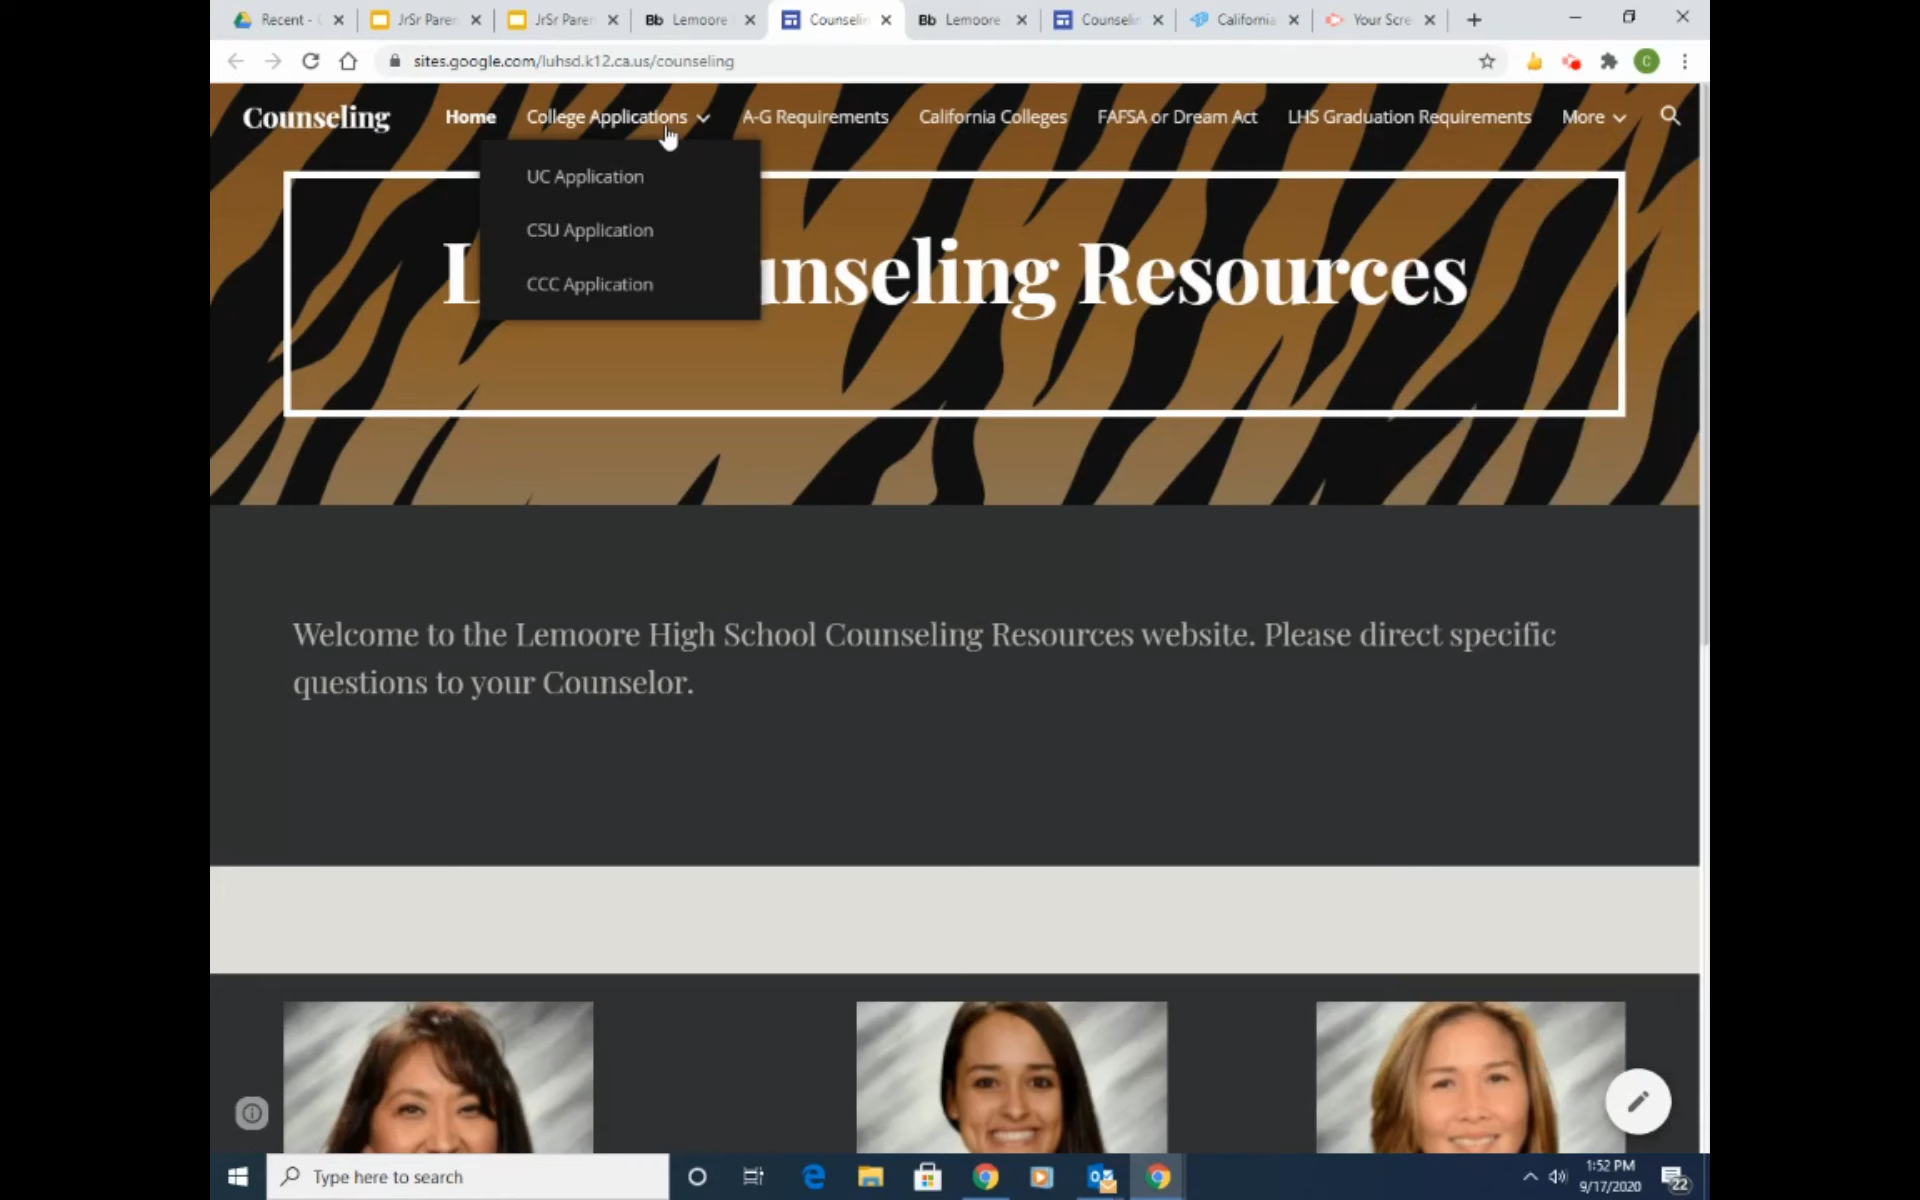 Recent -
JrSr Paren
JrSr Paren
Bb Lemoore
Counselin
Bb Lemoore
Counselin
California
Your Scre
sites.google.com/luhsd.k12.ca.us/counseling
C
Counseling
Home
College Applications
A-G Requirements
California Colleges
FAFSA or Dream Act
LHS Graduation Requirements
More
UC Application
CSU Application
CCC Application
L unseling Resources
Welcome to the Lemoore High School Counseling Resources website. Please direct specific
questions to your Counselor.
Type here to search
1:52 PM
9/17/2020
22